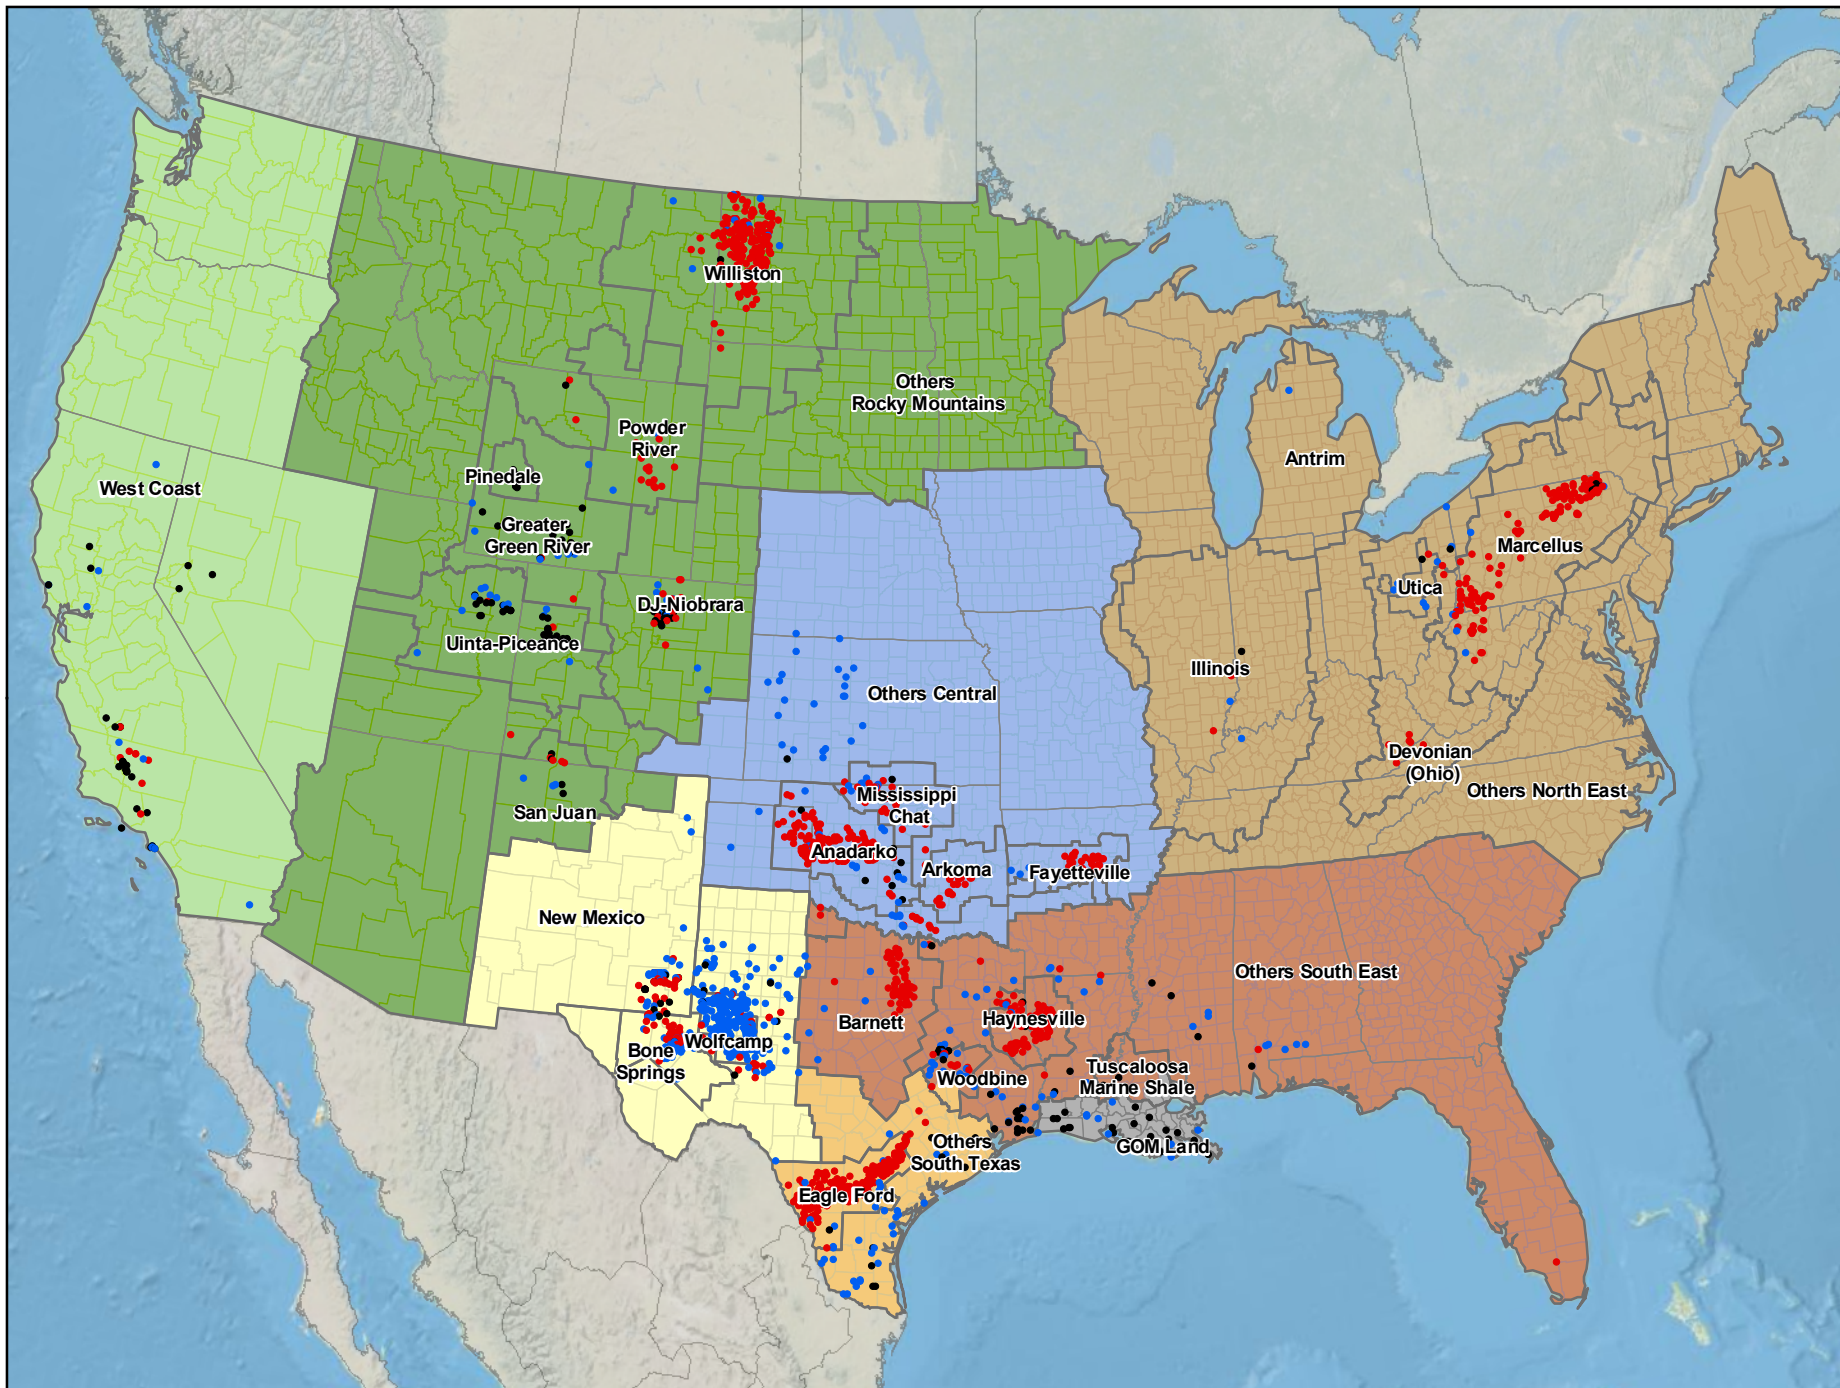 Williston
Others
Rocky Mountains
Powder
River
Antrim
Pinedale
West Coast
Greater
Green River
Marcellus
Utica
DJ-Niobrara
Uinta-Piceance
Illinois
Others Central
Devonian
(Ohio)
Others North East
Mississippi
Chat
San Juan
Anadarko
Arkoma
Fayetteville
New Mexico
Others South East
Barnett
Haynesville
Wolfcamp
Bone
Springs
Tuscaloosa
Marine Shale
Woodbine
Others
South Texas
GOM Land
Eagle Ford